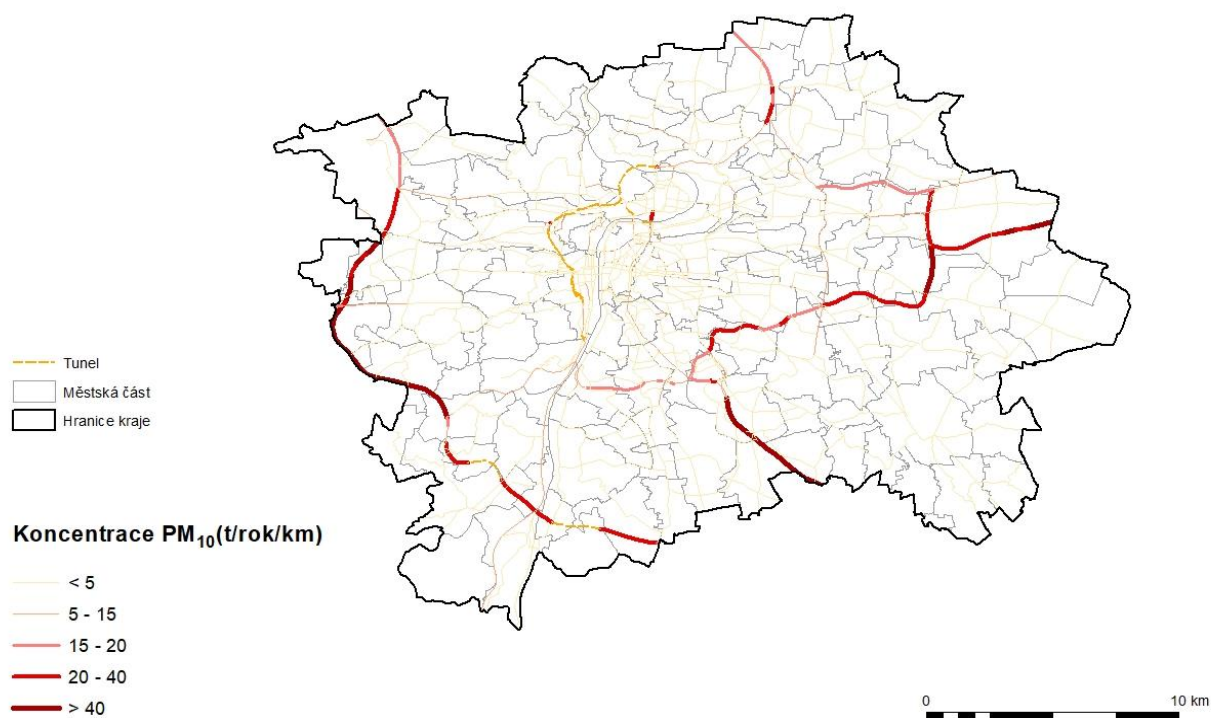 Tunel
Městská část
Hranice kraje
Koncentrace PM10(t/rok/km)
< 5
5 - 15
15 - 20
20 - 40
> 40
0 10 km